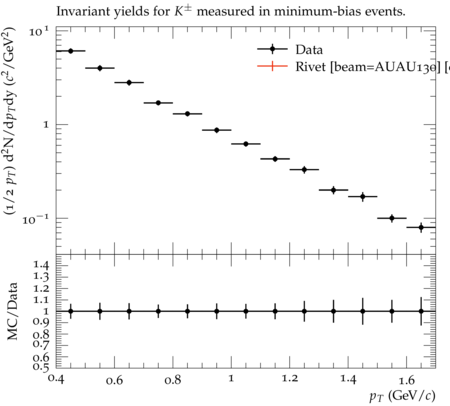 Invariant yields for K± measured in minimum-bias events.
(1/2 pT) d²N/dpTdy (c²/GeV²)
10¹
1
10⁻¹
Data
Rivet [beam=AUAU130] [
MC/Data
1.4
1.3
1.2
1.1
1
0.9
0.8
0.7
0.6
0.5
0.4 0.6 0.8 1 1.2 1.4 1.6
pT (GeV/c)